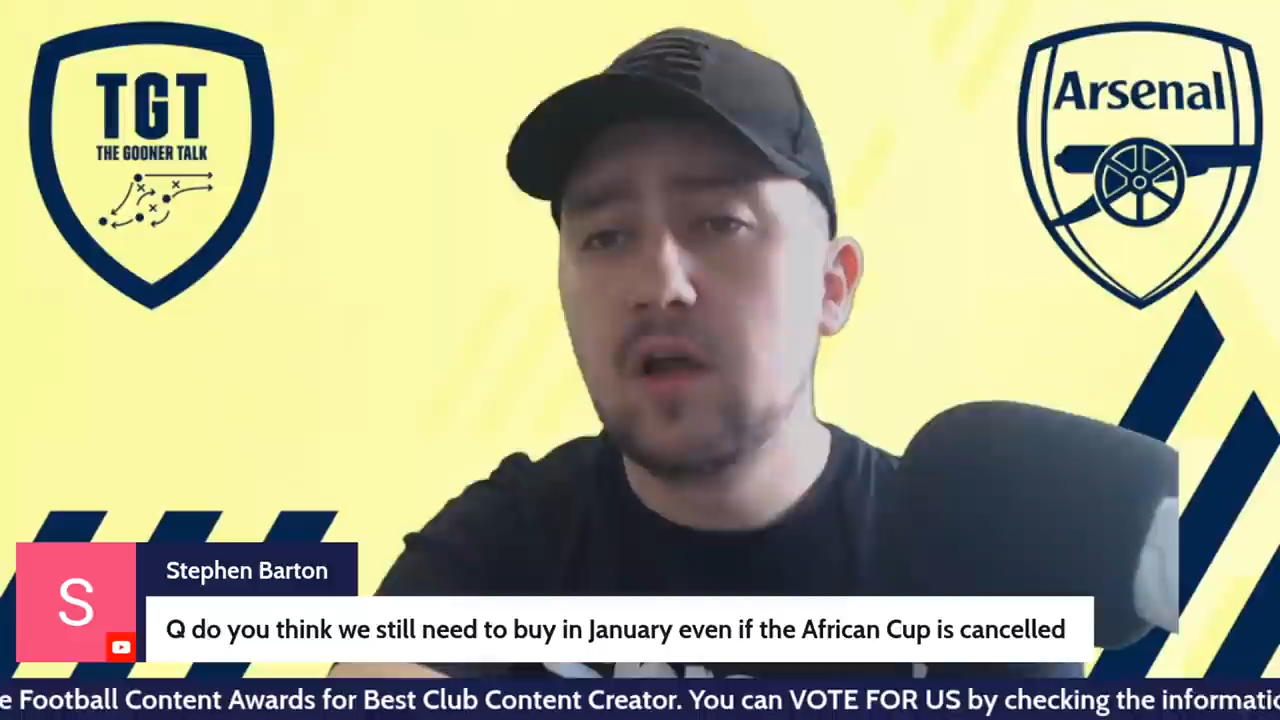 TGT
THE GOONER TALK
Arsenal
S
Stephen Barton
Q do you think we still need to buy in January even if the African Cup is cancelled
e Football Content Awards for Best Club Content Creator. You can VOTE FOR US by checking the informatio